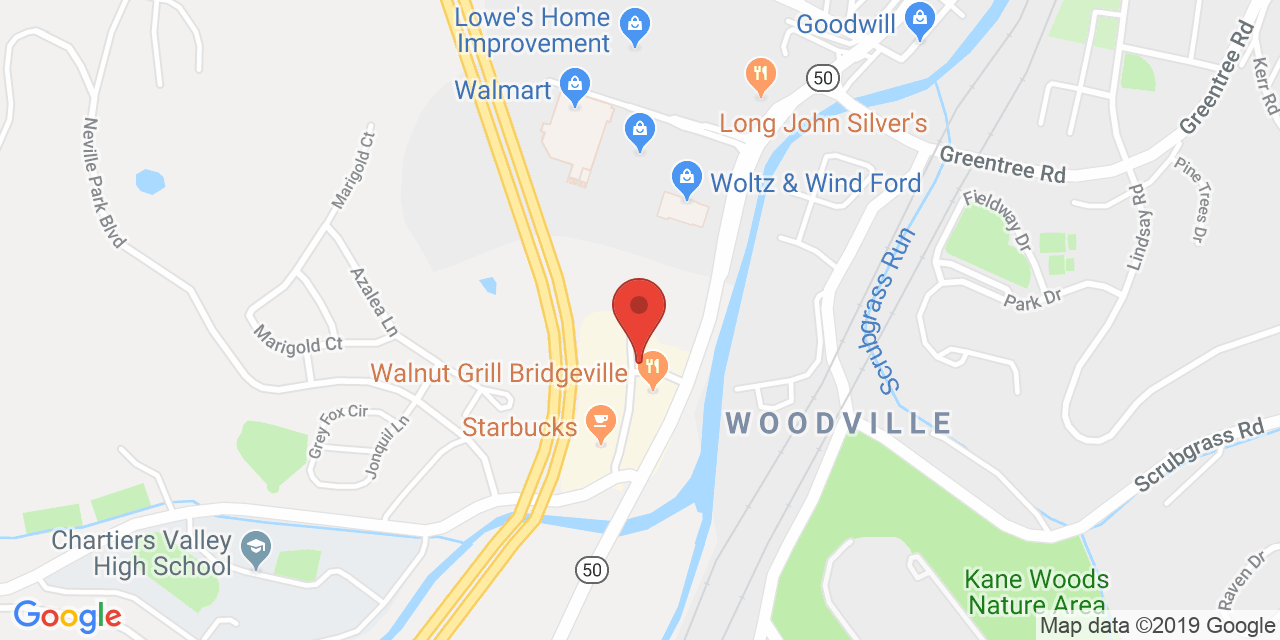 Lowe's Home
Improvement
Goodwill
50
Walmart
Long John Silver's
Greentree Rd
Kerr Rd
Neville Park Blvd
Marigold Ct
Greentree Rd
Woltz & Wind Ford
Pine Trees Dr
Fieldway Dr
Lindsay Rd
Scrubgrass Run
Azalea Ln
Park Dr
Marigold Ct
Walnut Grill Bridgeville
Grey Fox Cir
Jonquil Ln
Starbucks
WOODVILLE
Scrubgrass Rd
Chartiers Valley
High School
50
Kane Woods
Nature Area
Raven Dr
Google
Map data ©2019 Google